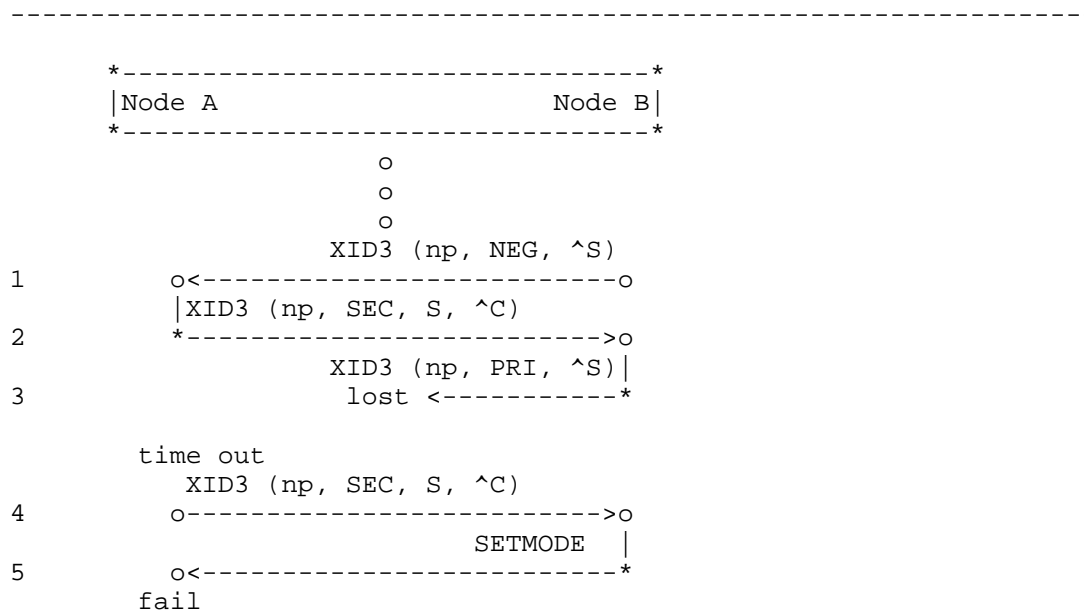 -------------------------------------------------------------------
*---------------------------------*
|Node A                     Node B|
*---------------------------------*
o
o
o
XID3 (np, NEG, ^S)
1          o<--------------------------o
|XID3 (np, SEC, S, ^C)
2          *-------------------------->o
XID3 (np, PRI, ^S)|
3                     lost <-----------*
time out
XID3 (np, SEC, S, ^C)
4          o-------------------------->o
SETMODE  |
5          o<--------------------------*
fail